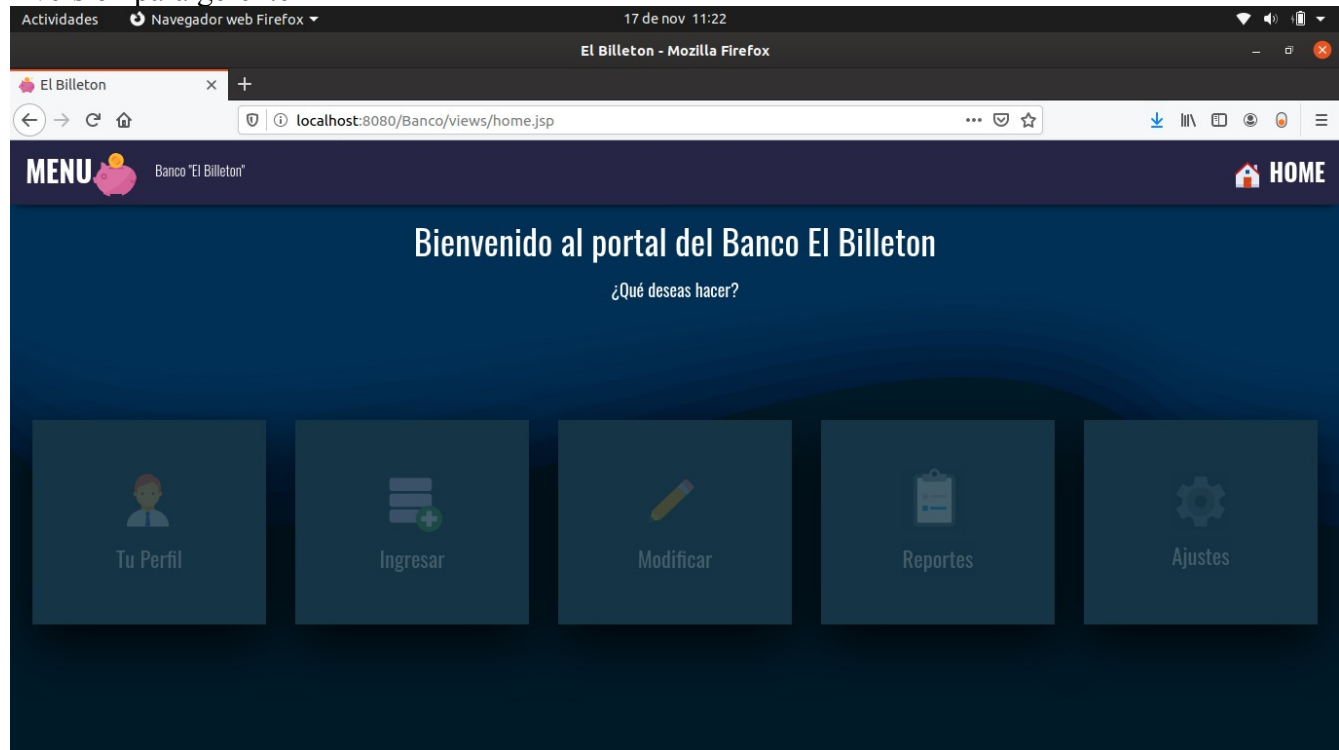 Actividades Navegador web Firefox 17 de nov 11:22
El Billeton - Mozilla Firefox
El Billeton
localhost:8080/Banco/views/home.jsp
MENU Banco "El Billeton" HOME
Bienvenido al portal del Banco El Billeton
¿Qué deseas hacer?
Tu Perfil Ingresar Modificar Reportes Ajustes